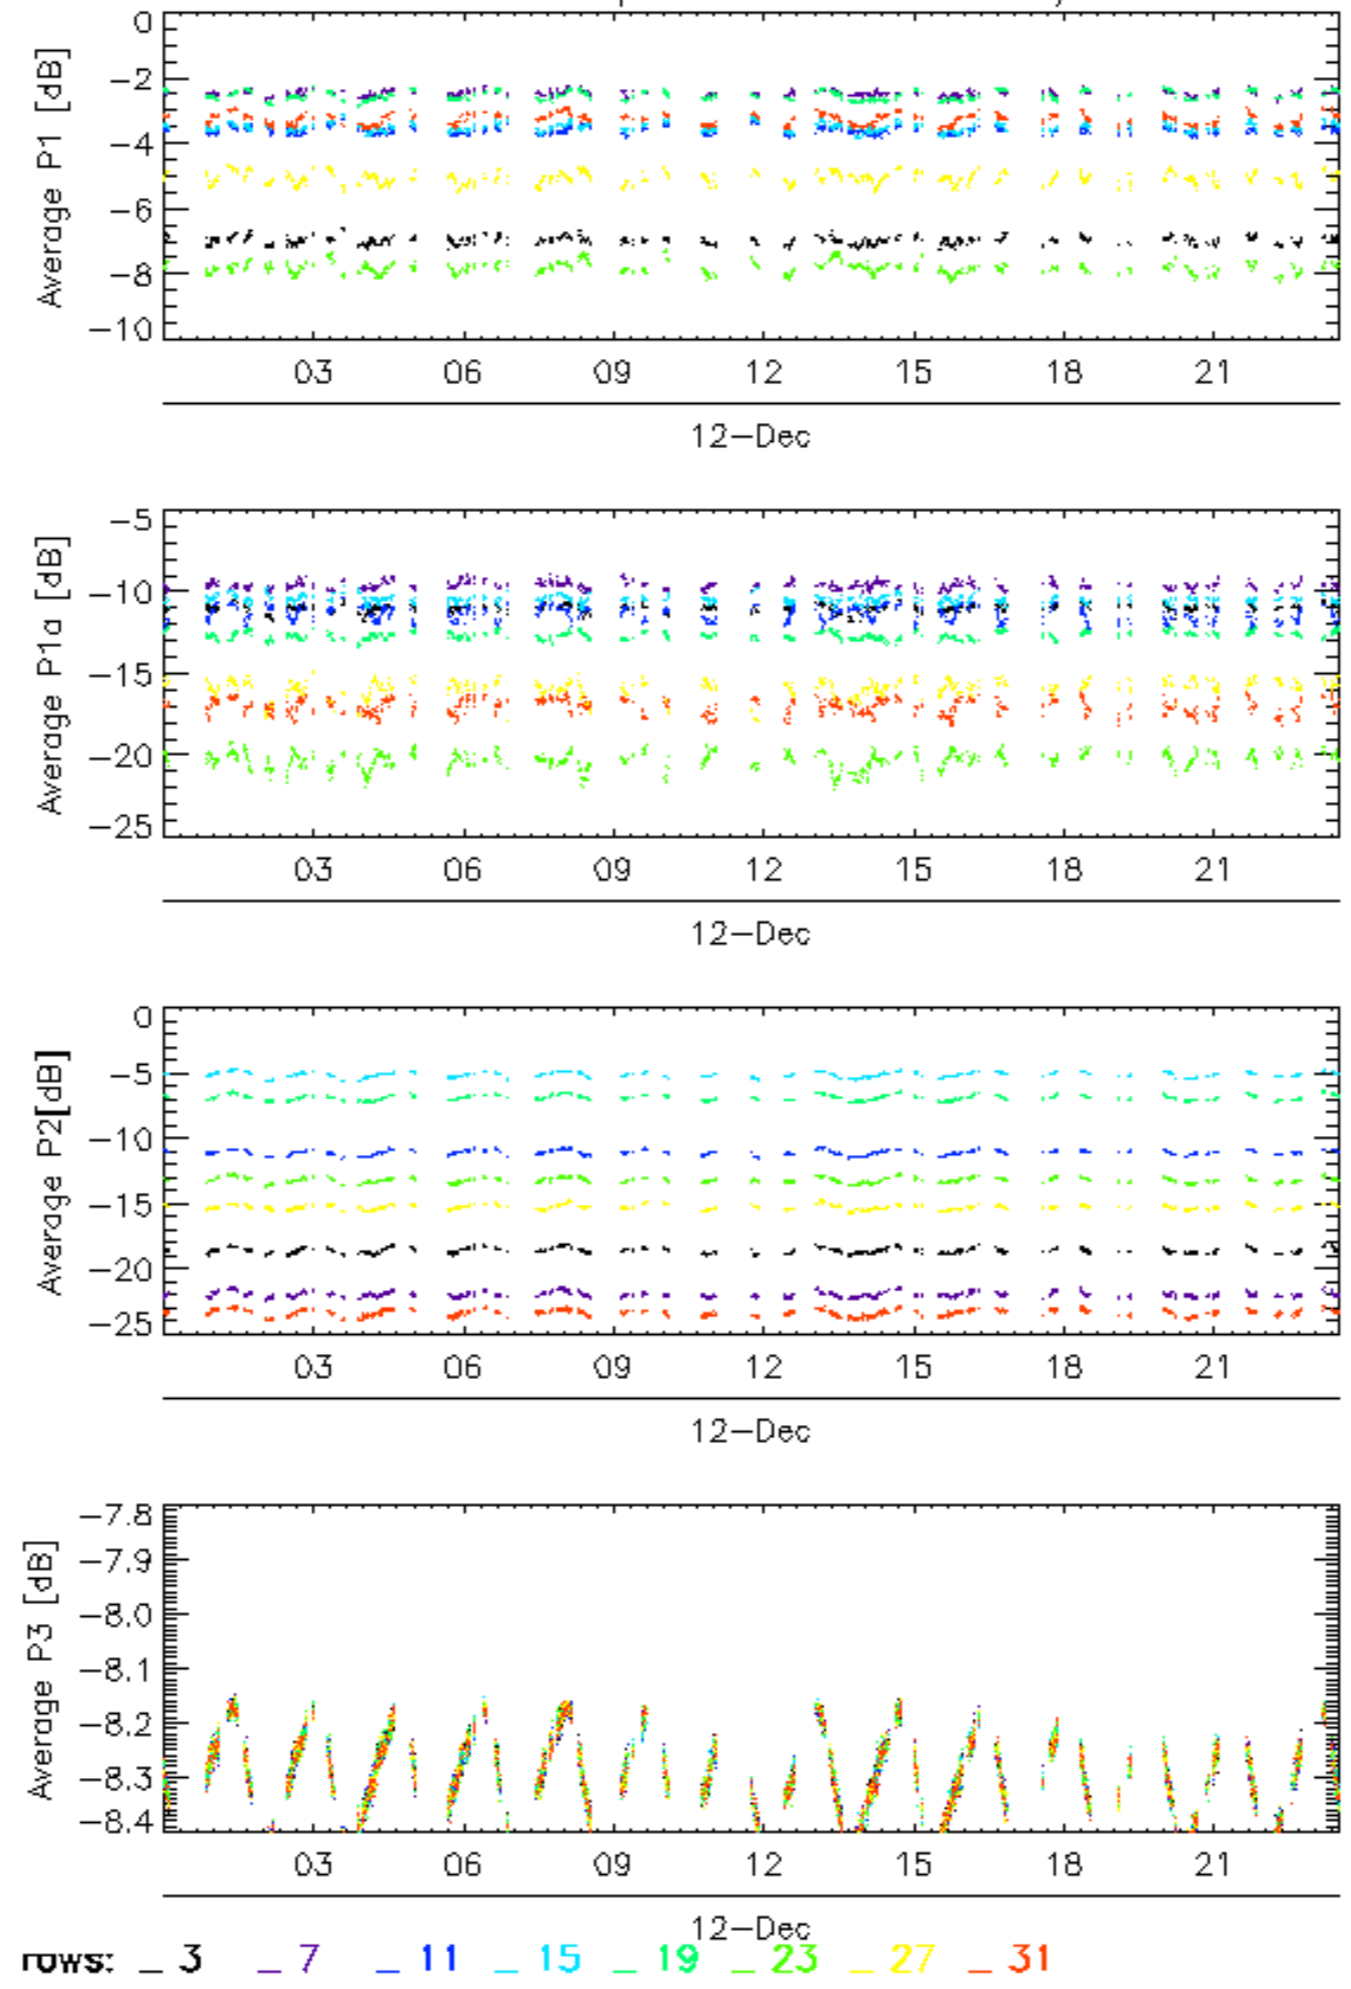 Average P1 [dB]
0
−2
−4
−6
−8
−10
03 06 09 12 15 18 21
12−Dec
Average P1a [dB]
−5
−10
−15
−20
−25
03 06 09 12 15 18 21
12−Dec
Average P2[dB]
0
−5
−10
−15
−20
−25
03 06 09 12 15 18 21
12−Dec
Average P3 [dB]
−7.8
−7.9
−8.0
−8.1
−8.2
−8.3
−8.4
03 06 09 12 15 18 21
12−Dec
rows: _ 3 _ 7 _ 11 _ 15 _ 19 _ 23 _ 27 _ 31